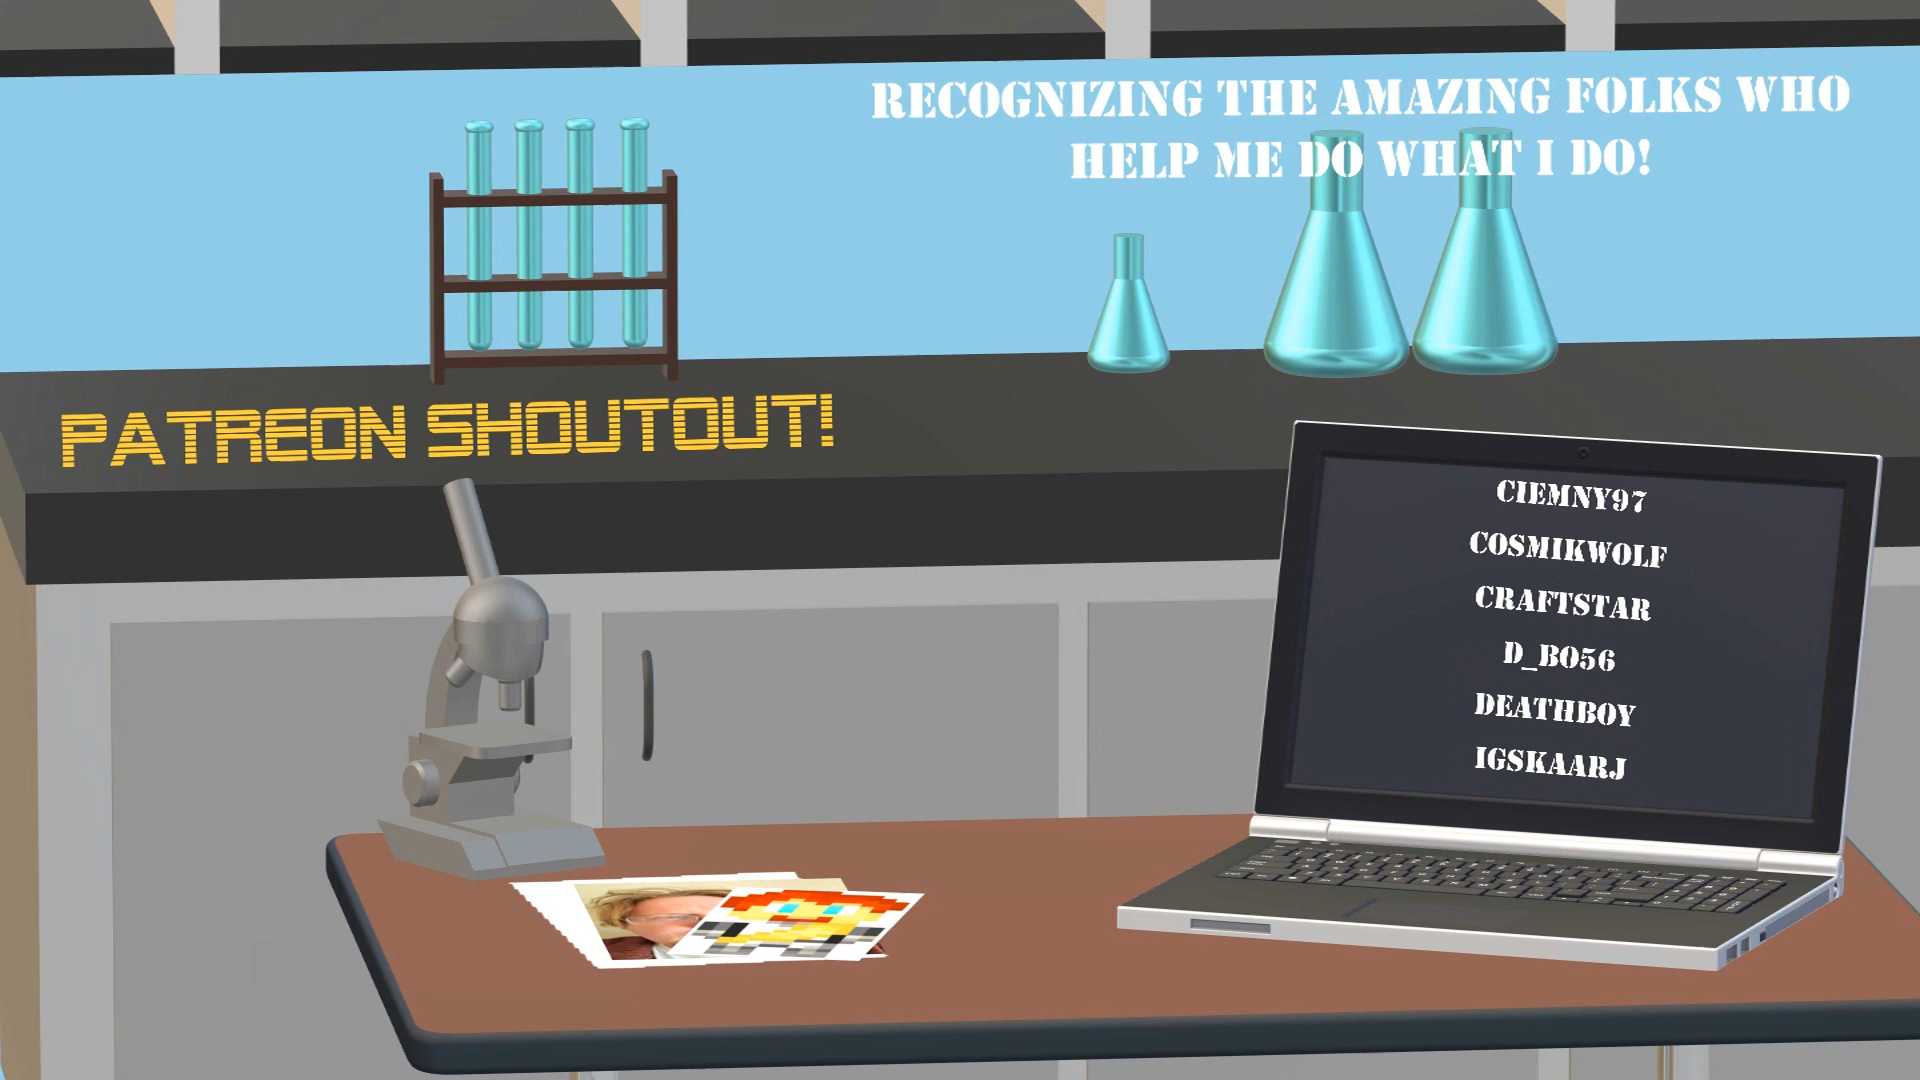 RECOGNIZING THE AMAZING FOLKS WHO
HELP ME DO WHAT I DO!
PATREON SHOUTOUT!
CIEMNY97
COSMIKWOLF
CRAFTSTAR
D_BO56
DEATHBOY
IGSKAARJ